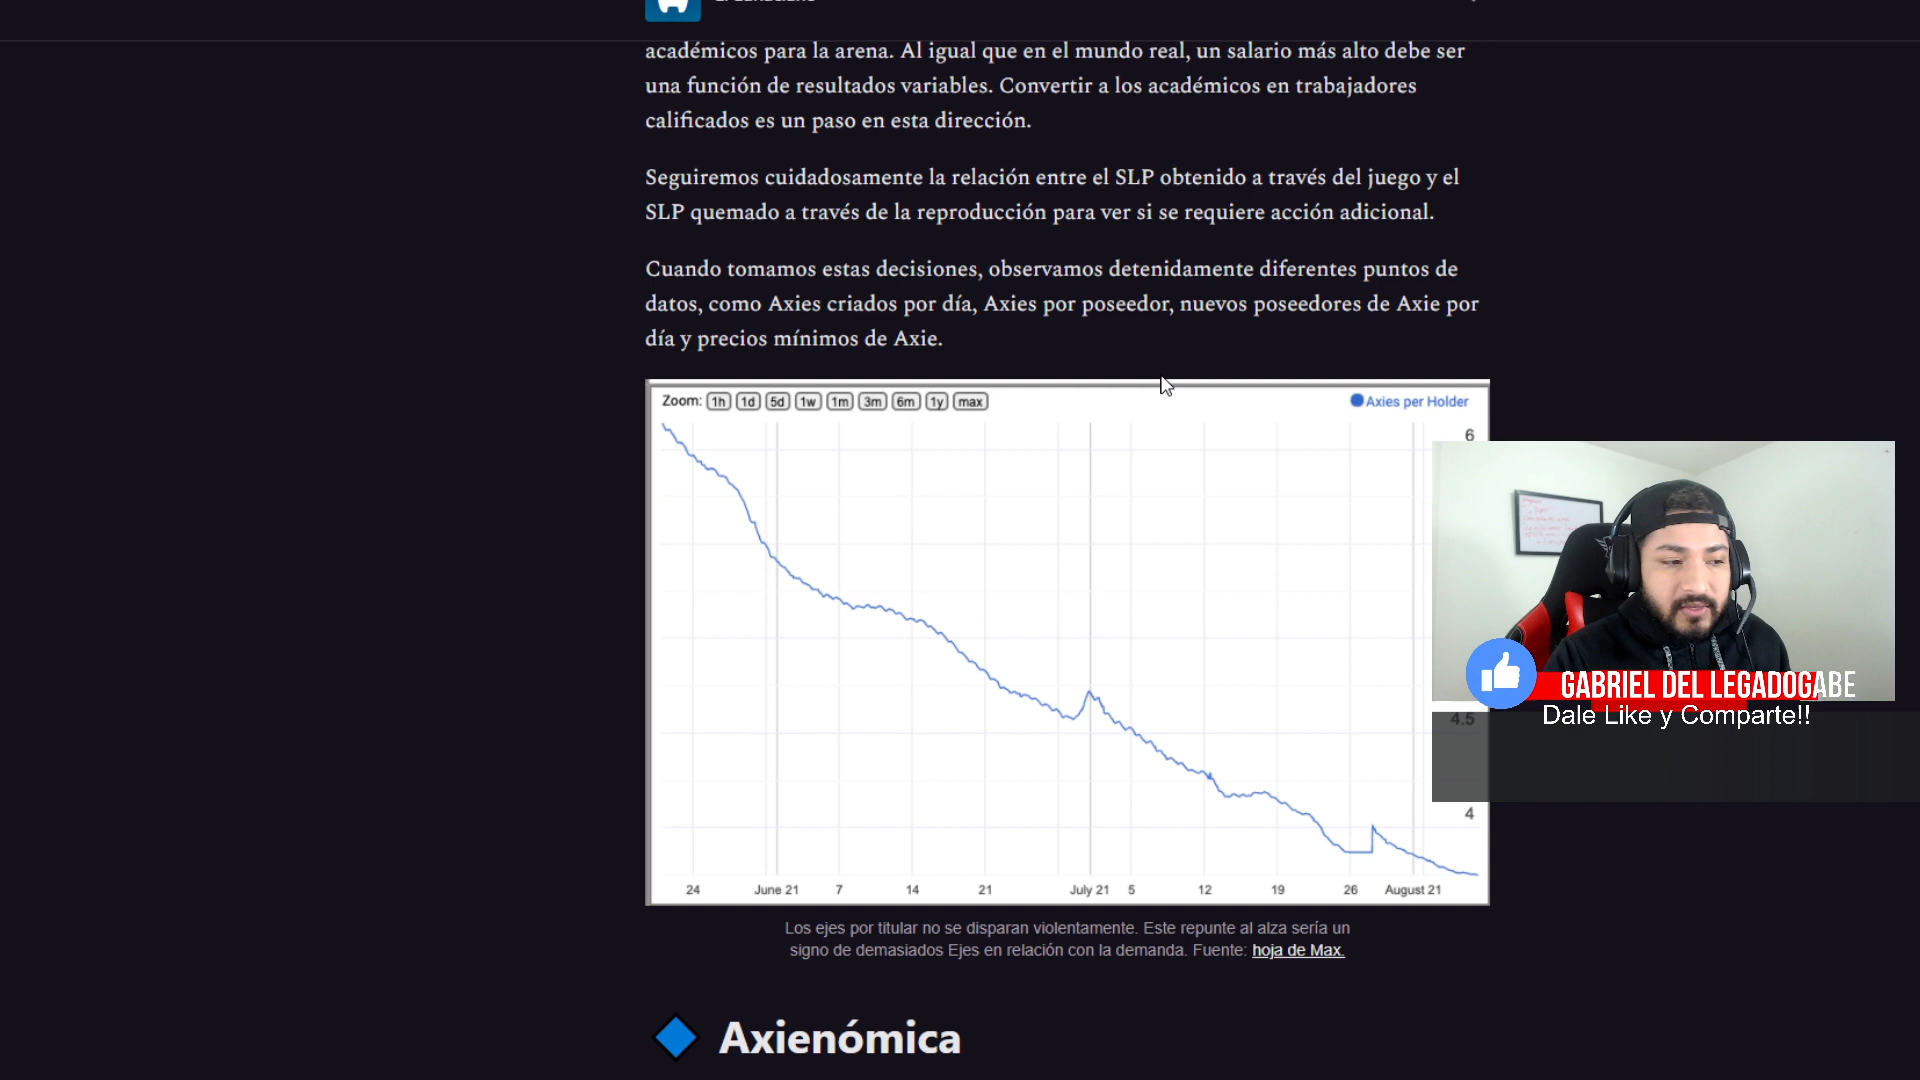 académicos para la arena. Al igual que en el mundo real, un salario más alto debe ser
una función de resultados variables. Convertir a los académicos en trabajadores
calificados es un paso en esta dirección.
Seguiremos cuidadosamente la relación entre el SLP obtenido a través del juego y el
SLP quemado a través de la reproducción para ver si se requiere acción adicional.
Cuando tomamos estas decisiones, observamos detenidamente diferentes puntos de
datos, como Axies criados por día, Axies por poseedor, nuevos poseedores de Axie por
día y precios mínimos de Axie.
Zoom: 1h 1d 5d 1w 1m 3m 6m 1y max
Axies per Holder
6
GABRIEL DEL LEGADOGABE
Dale Like y Comparte!!
4.5
4
24 June 21 7 14 21 July 21 5 12 19 26 August 21
Los ejes por titular no se disparan violentamente. Este repunte al alza sería un
signo de demasiados Ejes en relación con la demanda. Fuente: hoja de Max.
Axienómica